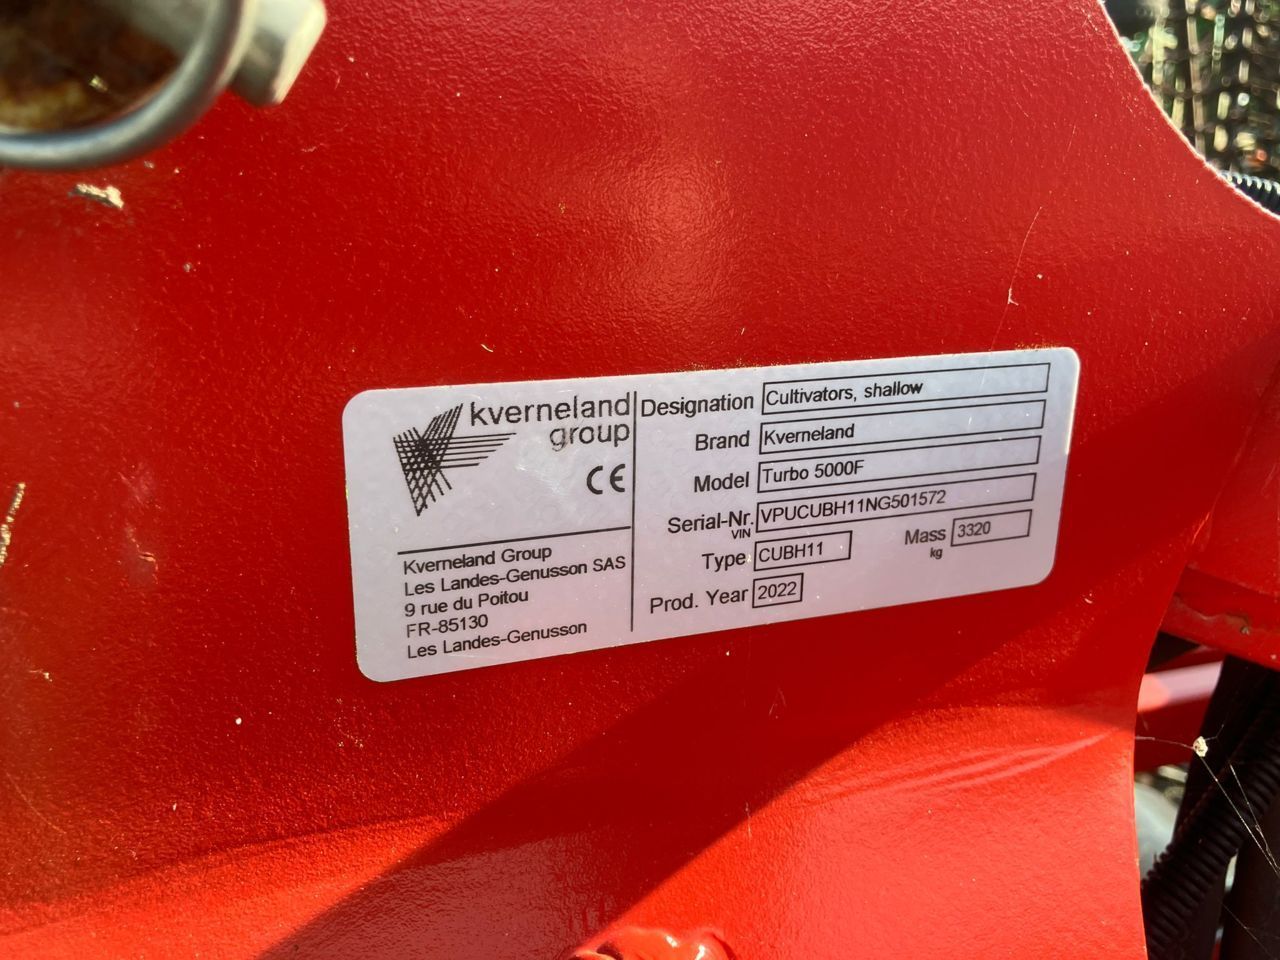 kverneland
group
CE
Kverneland Group
Les Landes-Genusson SAS
9 rue du Poitou
FR-85130
Les Landes-Genusson
Designation Cultivators, shallow
Brand Kverneland
Model Turbo 5000F
Serial-Nr. VIN VPUCUBH11NG501572
Type CUBH11 Mass kg 3320
Prod. Year 2022